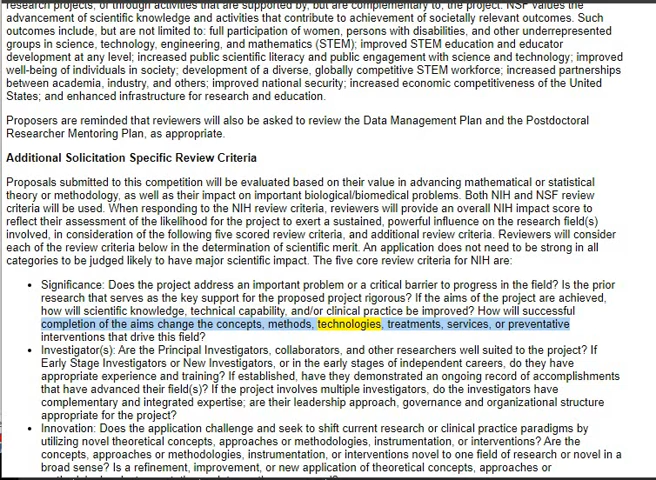 research projects, or through activities that are supported by, but are complementary to, the project. NSF values the
advancement of scientific knowledge and activities that contribute to achievement of societally relevant outcomes. Such
outcomes include, but are not limited to: full participation of women, persons with disabilities, and other underrepresented
groups in science, technology, engineering, and mathematics (STEM); improved STEM education and educator
development at any level; increased public scientific literacy and public engagement with science and technology; improved
well-being of individuals in society; development of a diverse, globally competitive STEM workforce; increased partnerships
between academia, industry, and others; improved national security; increased economic competitiveness of the United
States; and enhanced infrastructure for research and education.
Proposers are reminded that reviewers will also be asked to review the Data Management Plan and the Postdoctoral
Researcher Mentoring Plan, as appropriate.
Additional Solicitation Specific Review Criteria
Proposals submitted to this competition will be evaluated based on their value in advancing mathematical or statistical
theory or methodology, as well as their impact on important biological/biomedical problems. Both NIH and NSF review
criteria will be used. When responding to the NIH review criteria, reviewers will provide an overall NIH impact score to
reflect their assessment of the likelihood for the project to exert a sustained, powerful influence on the research field(s)
involved, in consideration of the following five scored review criteria, and additional review criteria. Reviewers will consider
each of the review criteria below in the determination of scientific merit. An application does not need to be strong in all
categories to be judged likely to have major scientific impact. The five core review criteria for NIH are:
• Significance: Does the project address an important problem or a critical barrier to progress in the field? Is the prior
research that serves as the key support for the proposed project rigorous? If the aims of the project are achieved,
how will scientific knowledge, technical capability, and/or clinical practice be improved? How will successful
completion of the aims change the concepts, methods, technologies, treatments, services, or preventative
interventions that drive this field?
• Investigator(s): Are the Principal Investigators, collaborators, and other researchers well suited to the project? If
Early Stage Investigators or New Investigators, or in the early stages of independent careers, do they have
appropriate experience and training? If established, have they demonstrated an ongoing record of accomplishments
that have advanced their field(s)? If the project involves multiple investigators, do the investigators have
complementary and integrated expertise; are their leadership approach, governance and organizational structure
appropriate for the project?
• Innovation: Does the application challenge and seek to shift current research or clinical practice paradigms by
utilizing novel theoretical concepts, approaches or methodologies, instrumentation, or interventions? Are the
concepts, approaches or methodologies, instrumentation, or interventions novel to one field of research or novel in a
broad sense? Is a refinement, improvement, or new application of theoretical concepts, approaches or